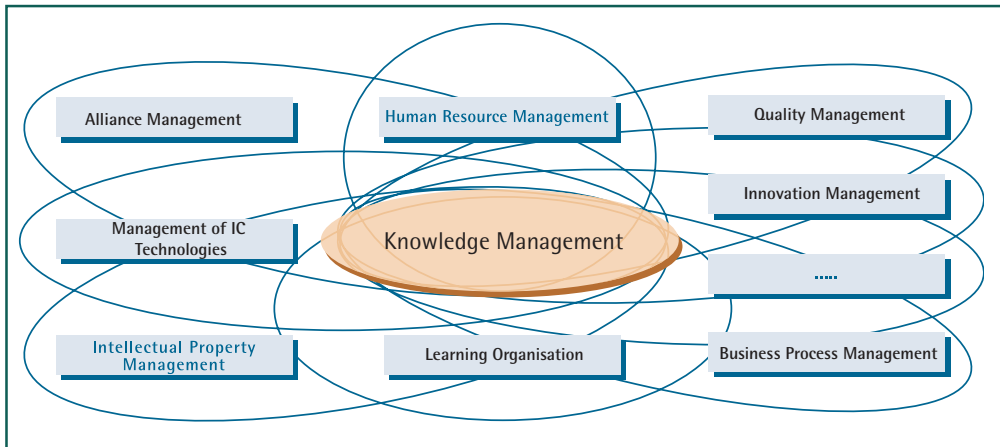 Alliance Management
Human Resource Management
Quality Management
Innovation Management
Management of IC
Technologies
Knowledge Management
.....
Intellectual Property
Management
Learning Organisation
Business Process Management